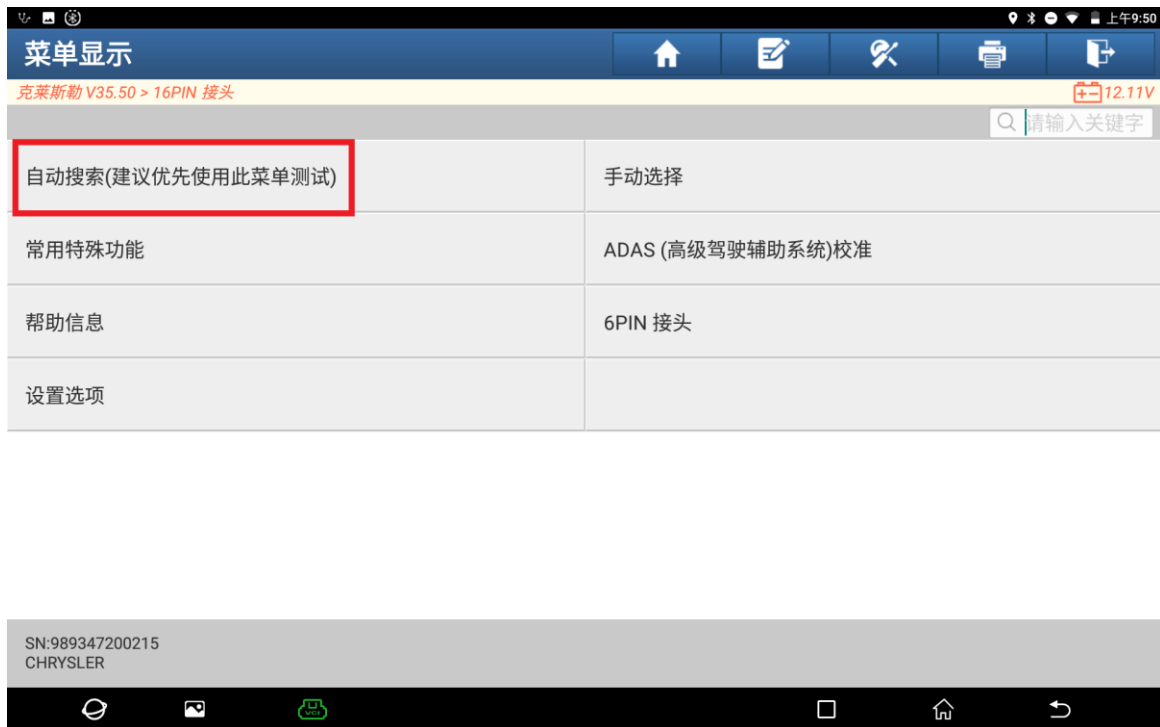 上午9:50
菜单显示
克莱斯勒 V35.50 > 16PIN 接头
12.11V
请输入关键字
自动搜索(建议优先使用此菜单测试)
手动选择
常用特殊功能
ADAS (高级驾驶辅助系统)校准
帮助信息
6PIN 接头
设置选项
SN:989347200215
CHRYSLER
VCI